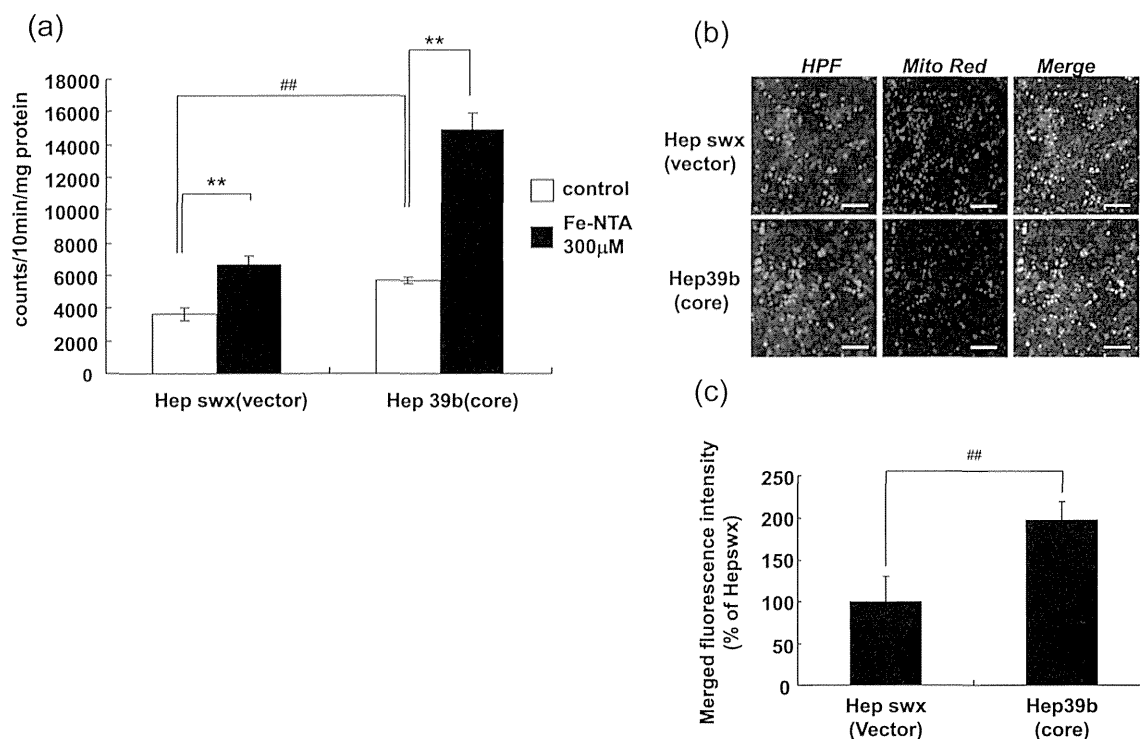 (a)
counts/10min/mg protein
18000
16000
14000
12000
10000
8000
6000
4000
2000
0
##
**
**
control
Fe-NTA
300μM
Hep swx(vector)
Hep 39b(core)
(b)
HPF
Mito Red
Merge
Hep swx
(vector)
Hep39b
(core)
(c)
Merged fluorescence intensity
(% of Hepswx)
250
200
150
100
50
0
##
Hep swx
(Vector)
Hep39b
(core)